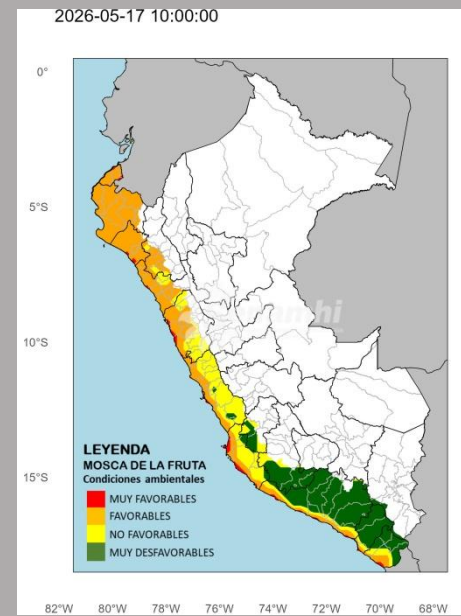 2026-05-17 10:00:00
0°
5°S
10°S
15°S
LEYENDA
MOSCA DE LA FRUTA
Condiciones ambientales
MUY FAVORABLES
FAVORABLES
NO FAVORABLES
MUY DESFAVORABLES
82°W 80°W 78°W 76°W 74°W 72°W 70°W 68°W